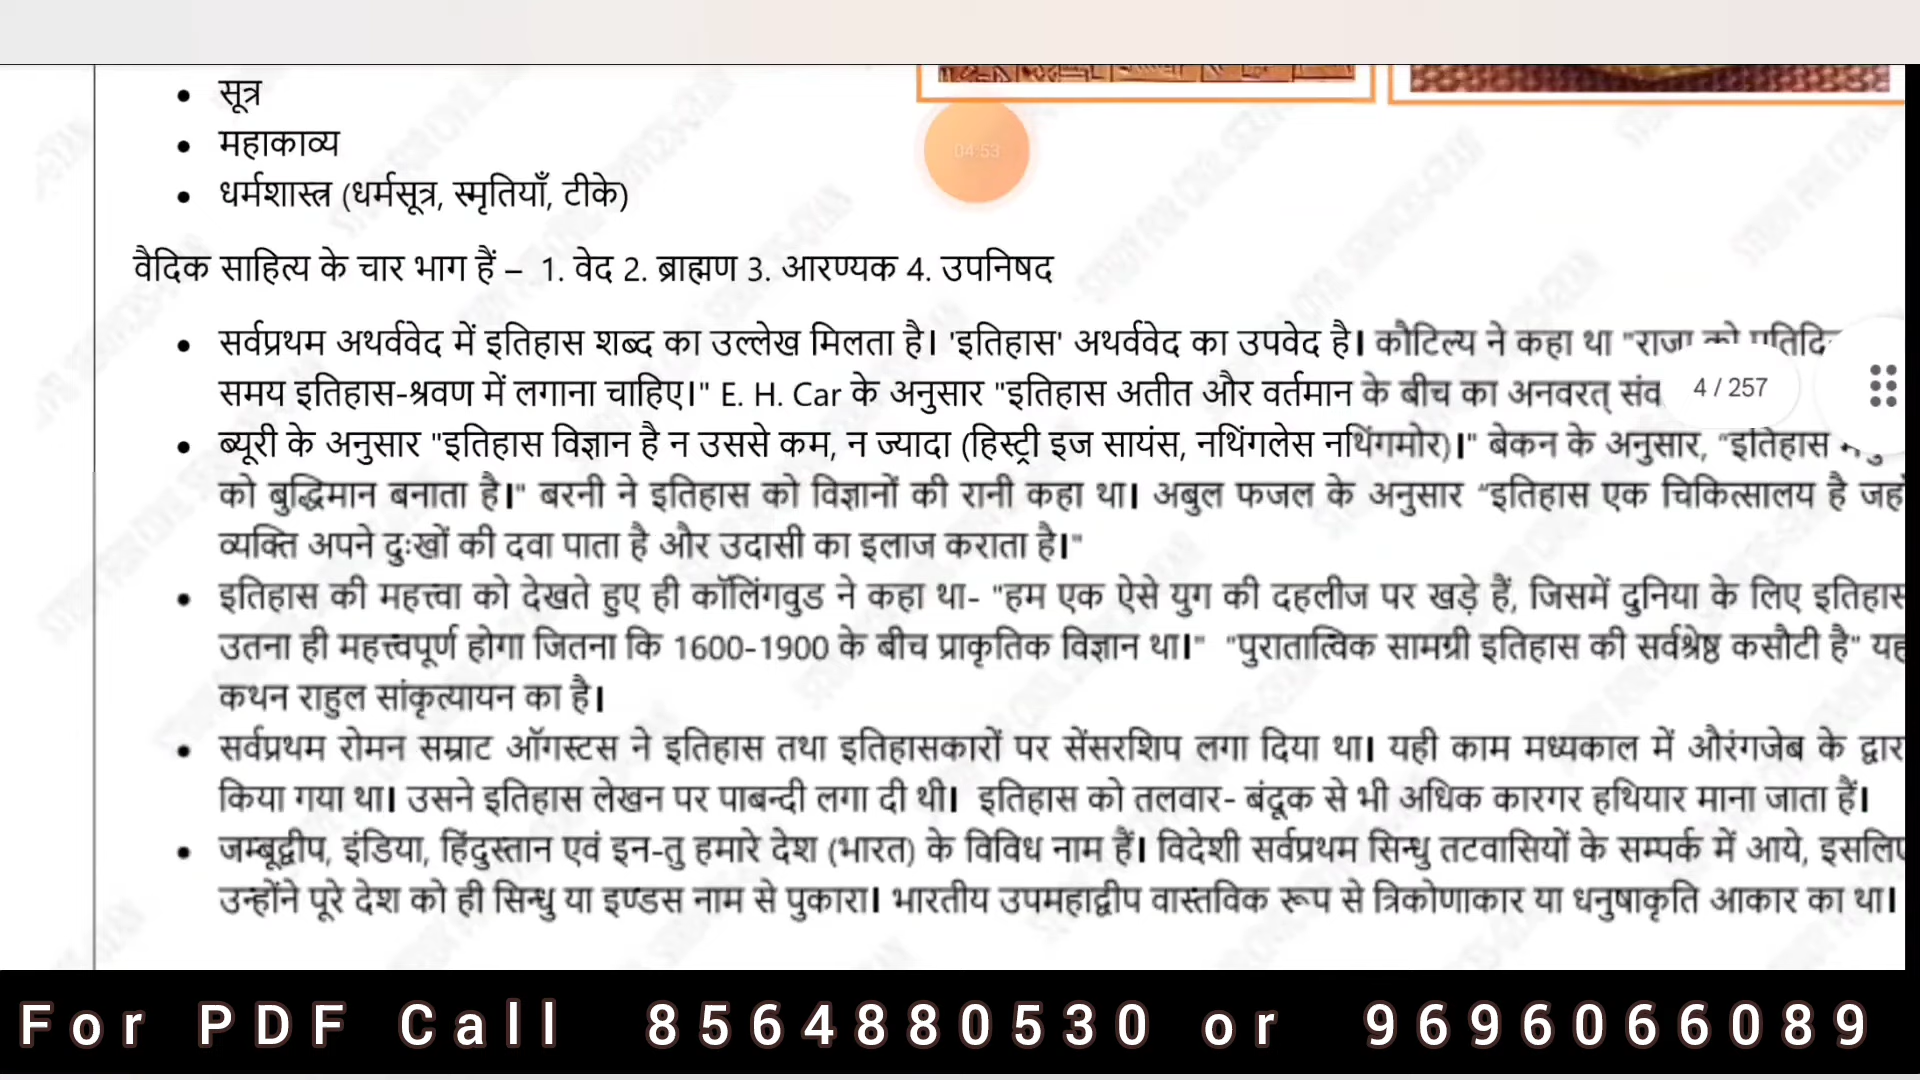 सूत्र
महाकाव्य
04:53
धर्मशास्त्र (धर्मसूत्र, स्मृतियाँ, टीके)
वैदिक साहित्य के चार भाग हैं – 1. वेद 2. ब्राह्मण 3. आरण्यक 4. उपनिषद
सर्वप्रथम अथर्ववेद में इतिहास शब्द का उल्लेख मिलता है। 'इतिहास' अथर्ववेद का उपवेद है। कौटिल्य ने कहा था "राजा को
समय इतिहास-श्रवण में लगाना चाहिए।" E. H. Car के अनुसार "इतिहास अतीत और वर्तमान के बीच का अनवरत्
4 / 257
ब्यूरी के अनुसार "इतिहास विज्ञान है न उससे कम, न ज्यादा (हिस्ट्री इज सायंस, नथिंगलेस नथिंगमोर)।" बेकन के अनुसार, "इतिहास
को बुद्धिमान बनाता है।" बरनी ने इतिहास को विज्ञानों की रानी कहा था। अबुल फजल के अनुसार "इतिहास एक चिकित्सालय है
व्यक्ति अपने दुःखों की दवा पाता है और उदासी का इलाज कराता है।"
इतिहास की महत्त्वा को देखते हुए ही कॉलिंगवुड ने कहा था- "हम एक ऐसे युग की दहलीज पर खड़े हैं, जिसमें दुनिया के लिए इतिहास
उतना ही महत्त्वपूर्ण होगा जितना कि 1600-1900 के बीच प्राकृतिक विज्ञान था।" "पुरातात्विक सामग्री इतिहास की सर्वश्रेष्ठ कसौटी है" यह
कथन राहुल सांकृत्यायन का है।
सर्वप्रथम रोमन सम्राट ऑगस्टस ने इतिहास तथा इतिहासकारों पर सेंसरशिप लगा दिया था। यही काम मध्यकाल में औरंगजेब के
किया गया था। उसने इतिहास लेखन पर पाबन्दी लगा दी थी। इतिहास को तलवार- बंदूक से भी अधिक कारगर हथियार माना जाता हैं।
जम्बूद्वीप, इंडिया, हिंदुस्तान एवं इन-तु हमारे देश (भारत) के विविध नाम हैं। विदेशी सर्वप्रथम सिन्धु तटवासियों के सम्पर्क में आये, इसलिए
उन्होंने पूरे देश को ही सिन्धु या इण्डस नाम से पुकारा। भारतीय उपमहाद्वीप वास्तविक रूप से त्रिकोणाकार या धनुषाकृति आकार का था।
For PDF Call 8564880530 or 9696066089